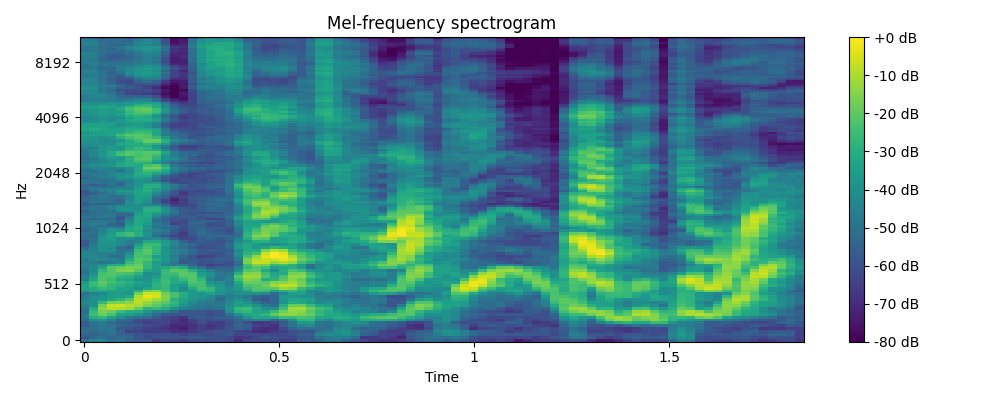 Mel-frequency spectrogram
Hz
8192
4096
2048
1024
512
0
0
0.5
1
1.5
Time
+0 dB
-10 dB
-20 dB
-30 dB
-40 dB
-50 dB
-60 dB
-70 dB
-80 dB